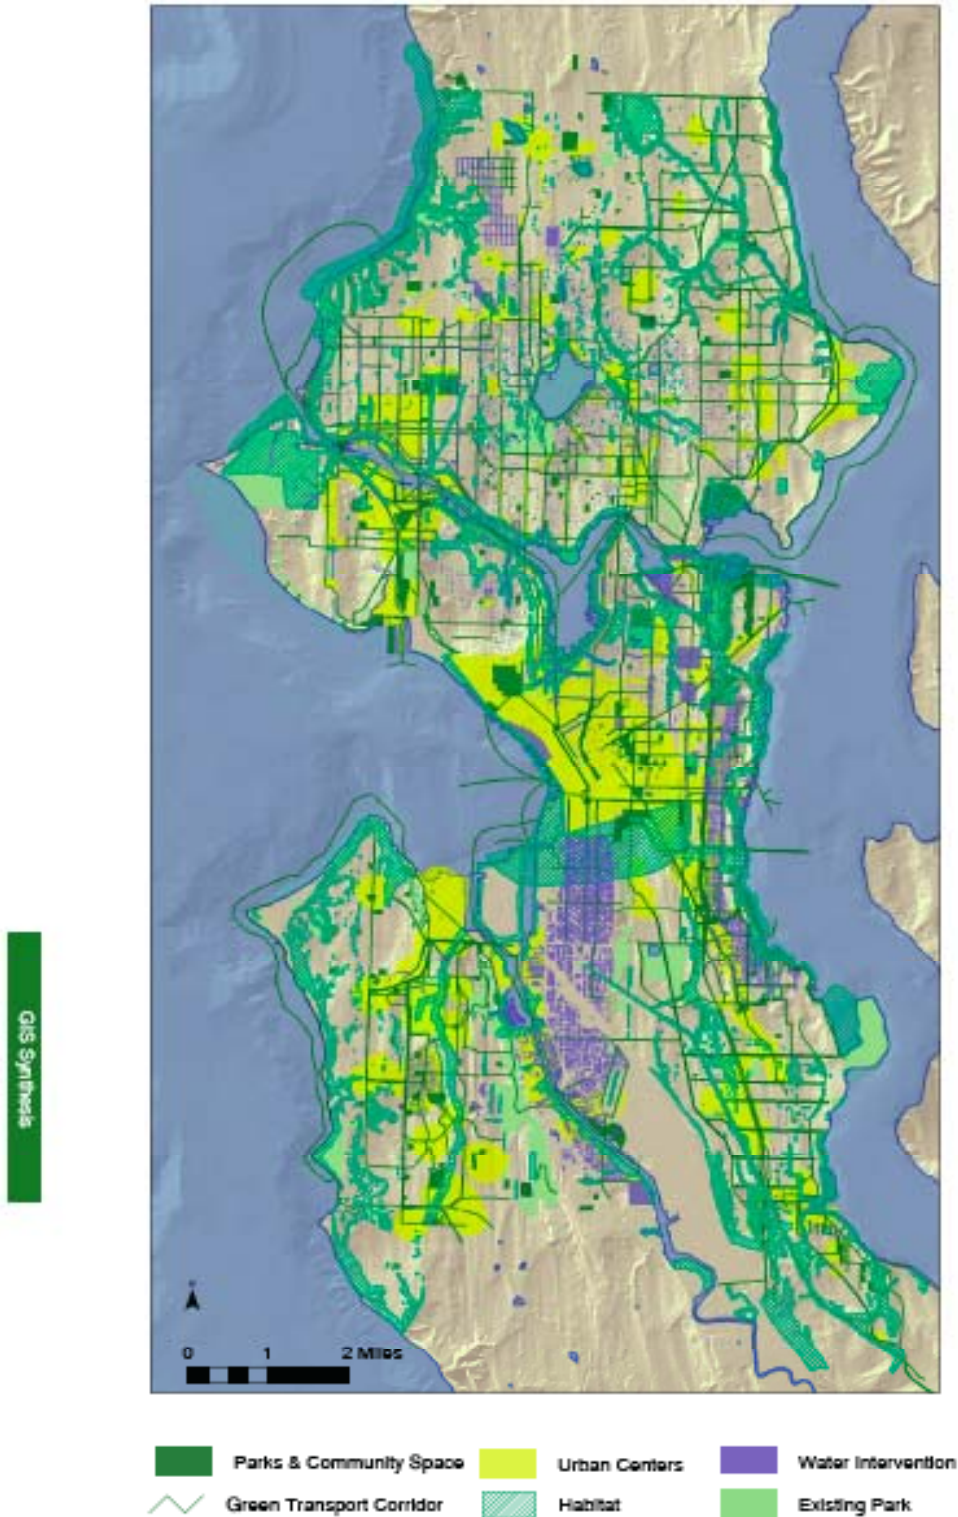 GIS Synthesis
0 1 2 Miles
Parks & Community Space
Urban Centers
Water Intervention
Green Transport Corridor
Habitat
Existing Park